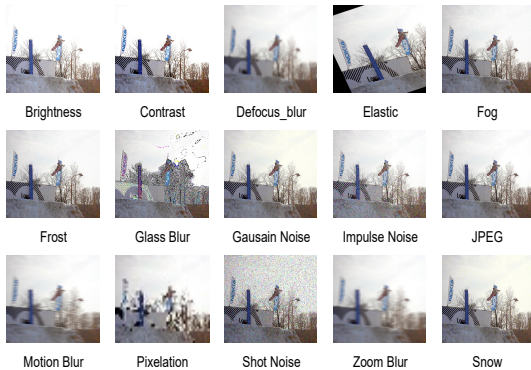 Brightness Contrast Defocus_blur Elastic Fog
Frost Glass Blur Gausain Noise Impulse Noise JPEG
Motion Blur Pixelation Shot Noise Zoom Blur Snow